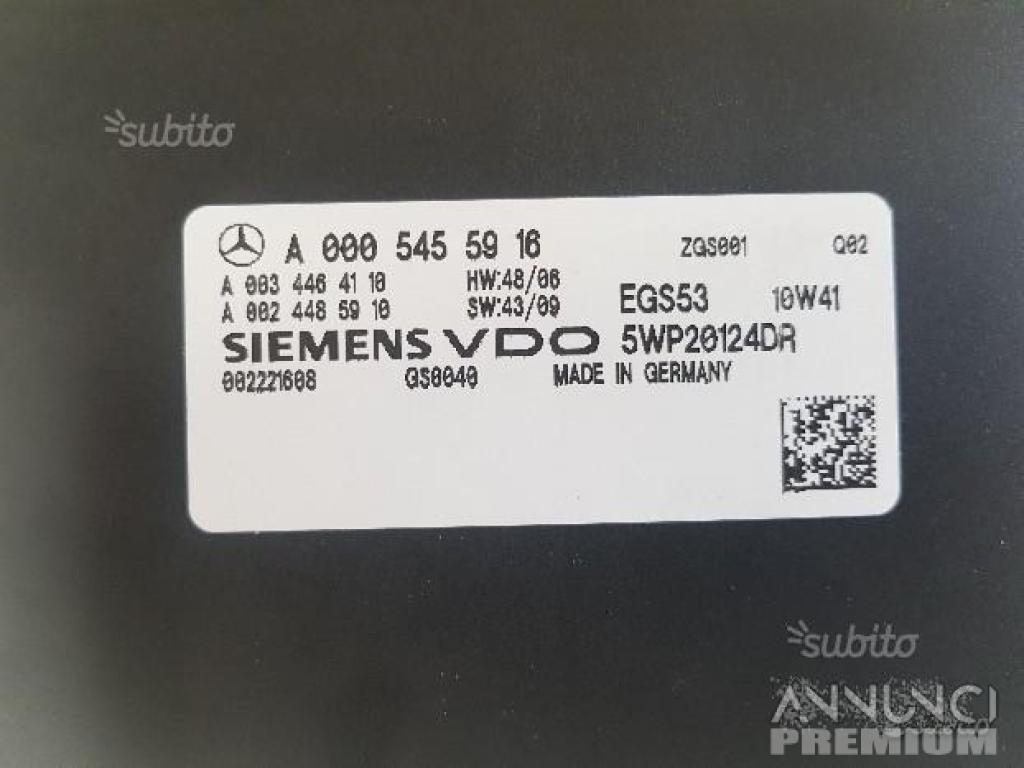 subito
A 000 545 59 16 ZGS001 Q02
A 003 446 41 10 HW:48/06
A 002 448 59 10 SW:43/09 EGS53 10W41
SIEMENS VDO 5WP20124DR
002221608 GS0040 MADE IN GERMANY
subito
ANNUNCI
subito
PREMIUM